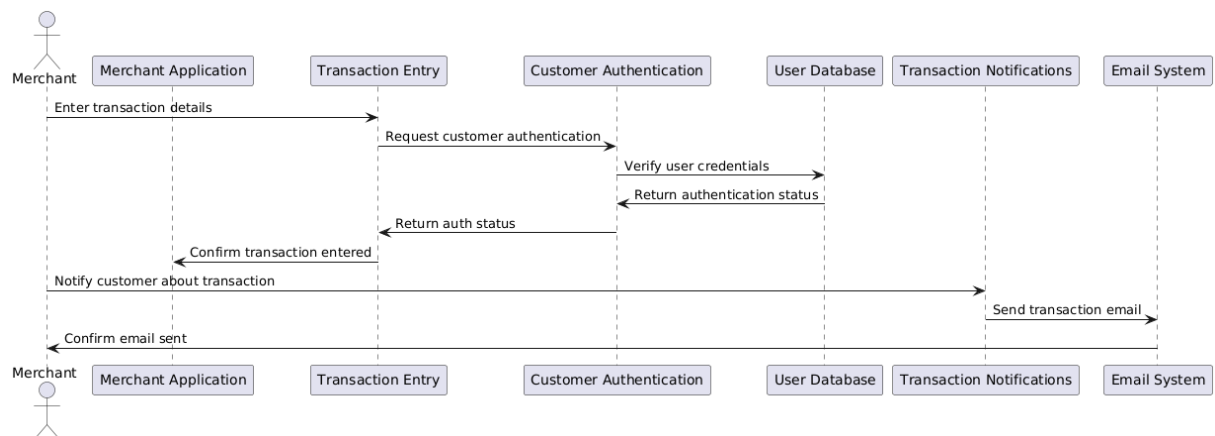 Merchant
Merchant Application
Transaction Entry
Customer Authentication
User Database
Transaction Notifications
Email System
Enter transaction details
Request customer authentication
Verify user credentials
Return authentication status
Return auth status
Confirm transaction entered
Notify customer about transaction
Send transaction email
Confirm email sent
Merchant
Merchant Application
Transaction Entry
Customer Authentication
User Database
Transaction Notifications
Email System